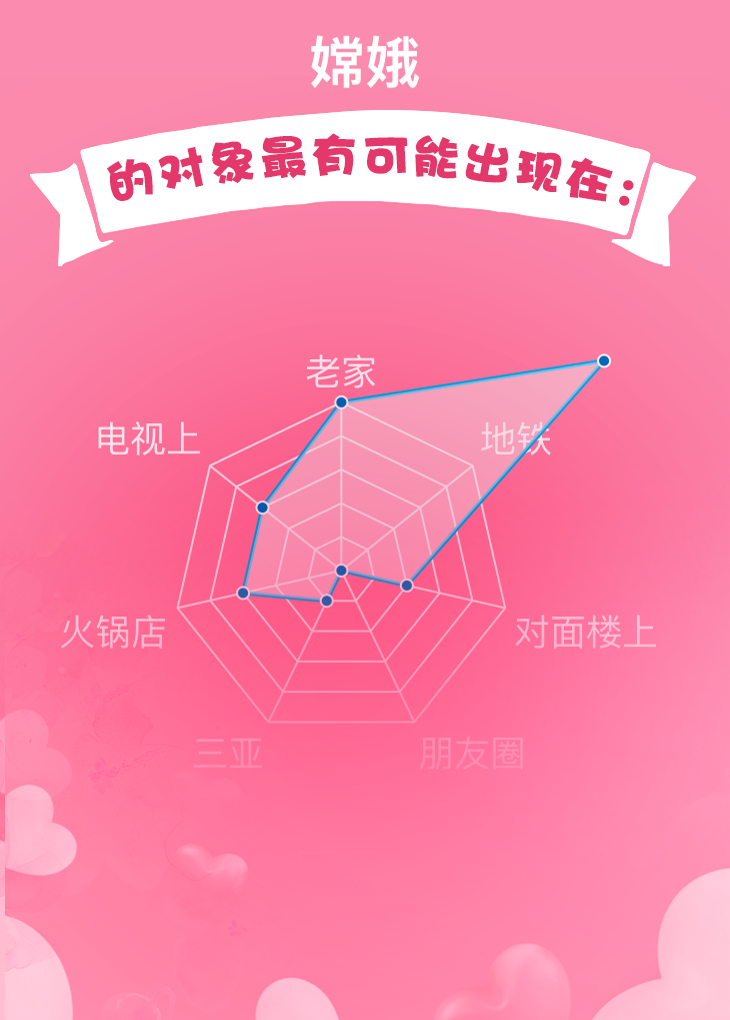 嫦娥
的对象最有可能出现在：
老家
电视上
地铁
火锅店
对面楼上
三亚
朋友圈